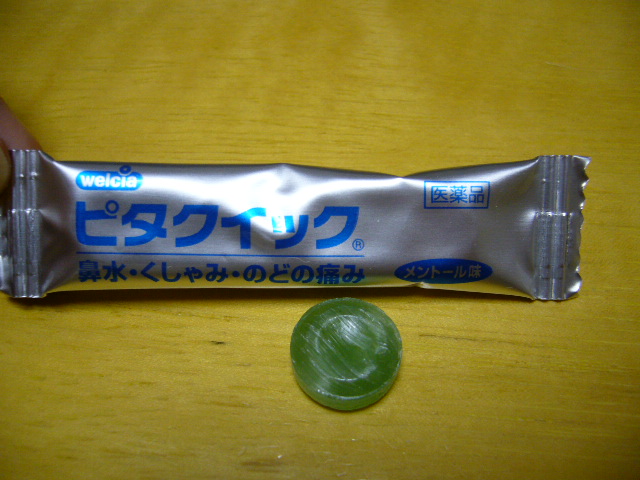 welcia
医薬品
ピタクイック®
鼻水・くしゃみ・のどの痛み
メントール味